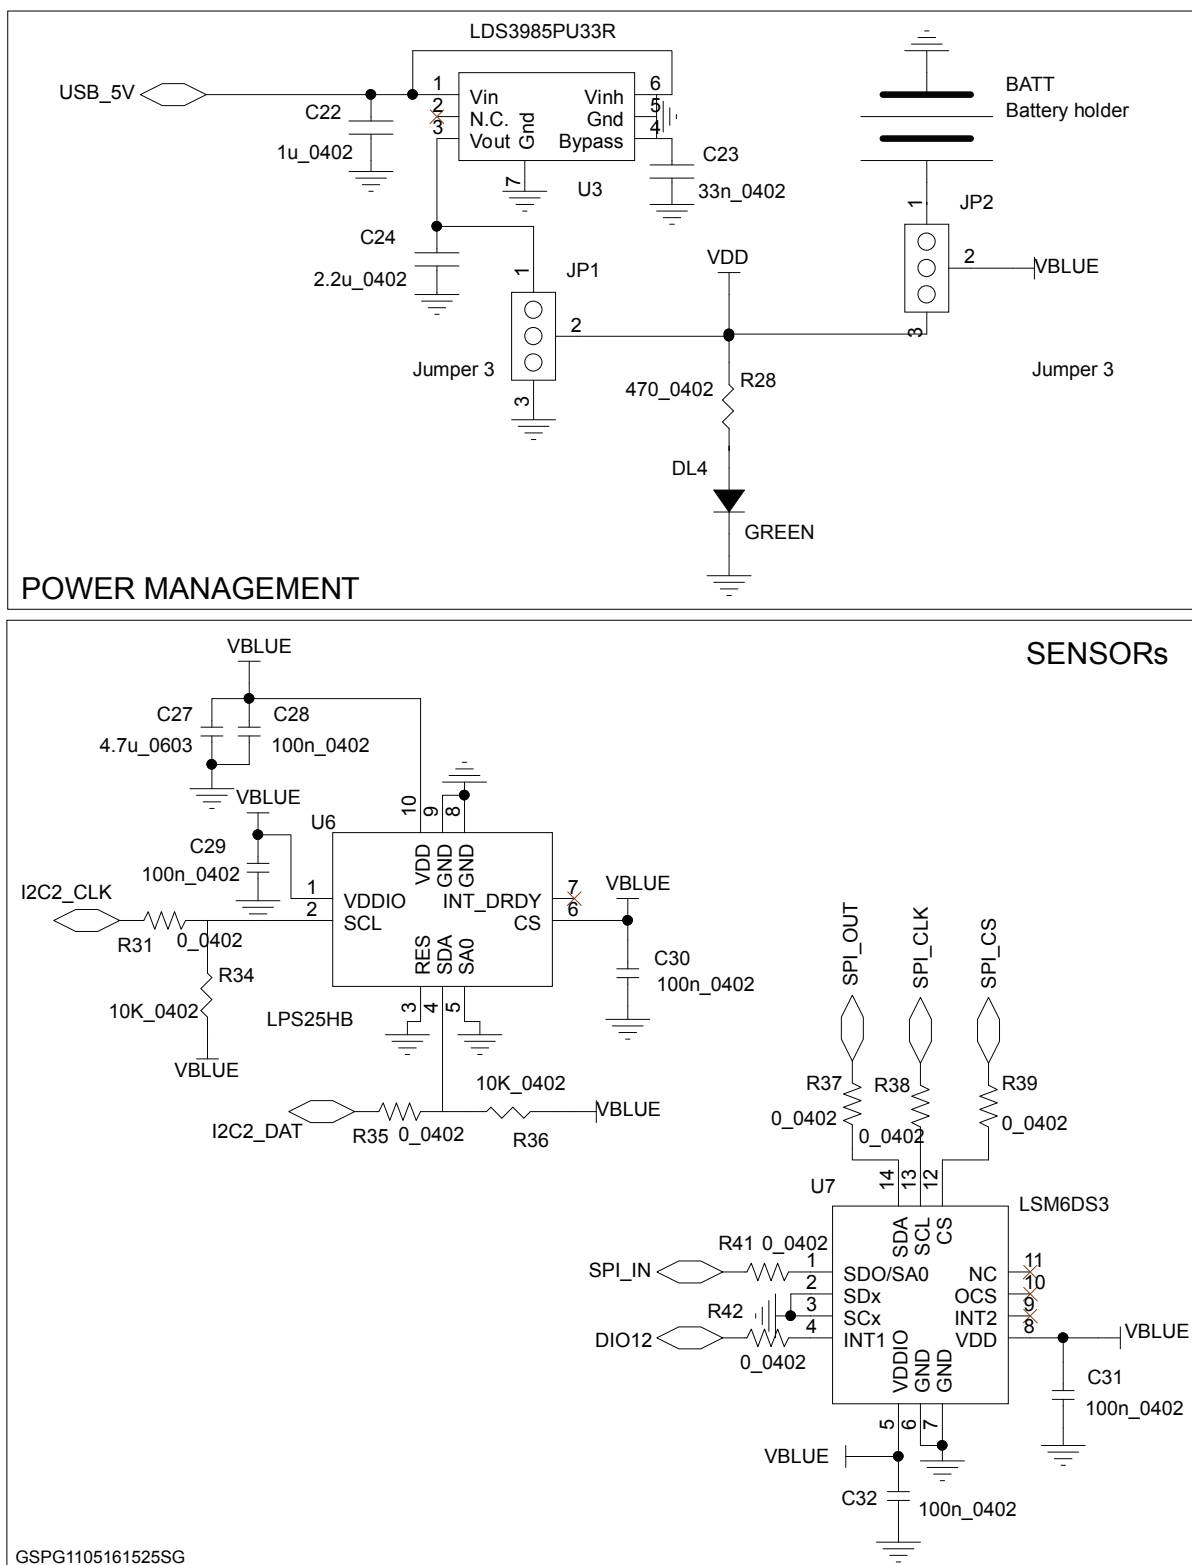 LDS3985PU33R
USB_5V
1
2
3
Vin
N.C.
Vout
Gnd
Vinh
Gnd
Bypass
6
5
4
7
U3
C22
1u_0402
C23
33n_0402
C24
2.2u_0402
BATT
Battery holder
1
JP2
2
VBLUE
3
Jumper 3
VDD
1
JP1
2
Jumper 3
3
470_0402
R28
DL4
GREEN
POWER MANAGEMENT
SENSORs
VBLUE
C27
4.7u_0603
C28
100n_0402
VBLUE
C29
100n_0402
U6
10
9
8
VDD
GND
GND
1
2
VDDIO
SCL
INT_DRDY
CS
7
6
VBLUE
C30
100n_0402
RES
SDA
SA0
3
4
5
LPS25HB
I2C2_CLK
R31
0_0402
R34
10K_0402
VBLUE
I2C2_DAT
R35
0_0402
10K_0402
R36
VBLUE
SPI_OUT
SPI_CLK
SPI_CS
R37
0_0402
R38
0_0402
R39
0_0402
14
13
12
U7
LSM6DS3
SDA
SCL
CS
SPI_IN
R41 0_0402
1
2
3
4
SDO/SA0
SDx
SCx
INT1
NC
OCS
INT2
VDD
11
10
9
8
R42
DIO12
0_0402
VDDIO
GND
GND
5
6
7
VBLUE
C31
100n_0402
VBLUE
C32
100n_0402
GSPG1105161525SG